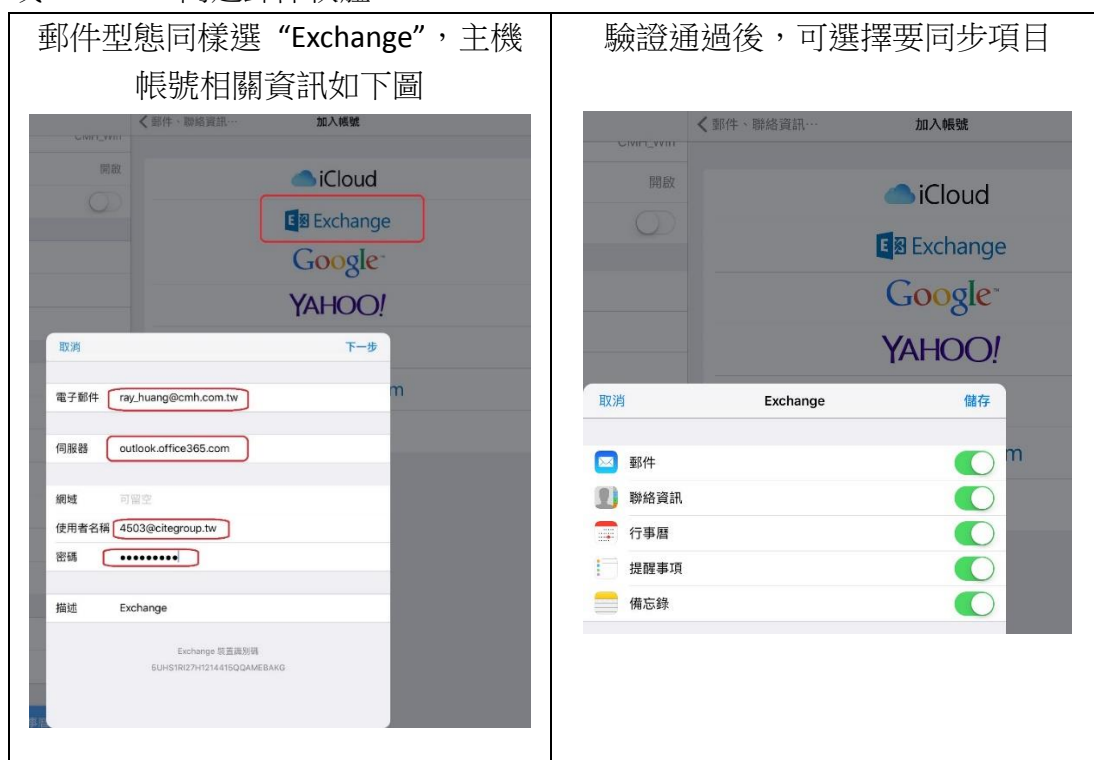 郵件型態同樣選 “Exchange”，主機
帳號相關資訊如下圖
郵件、聯絡資訊…
加入帳號
CMH_Win
開啟
iCloud
Exchange
Google
YAHOO!
取消
下一步
m
電子郵件 ray_huang@cmh.com.tw
伺服器 outlook.office365.com
網域 可留空
使用者名稱 4503@citegroup.tw
密碼 •••••••••
描述 Exchange
Exchange 裝置識別碼
驗證通過後，可選擇要同步項目
郵件、聯絡資訊…
加入帳號
CMH_Win
開啟
iCloud
Exchange
Google
YAHOO!
取消
Exchange
儲存
m
郵件
聯絡資訊
行事曆
提醒事項
備忘錄